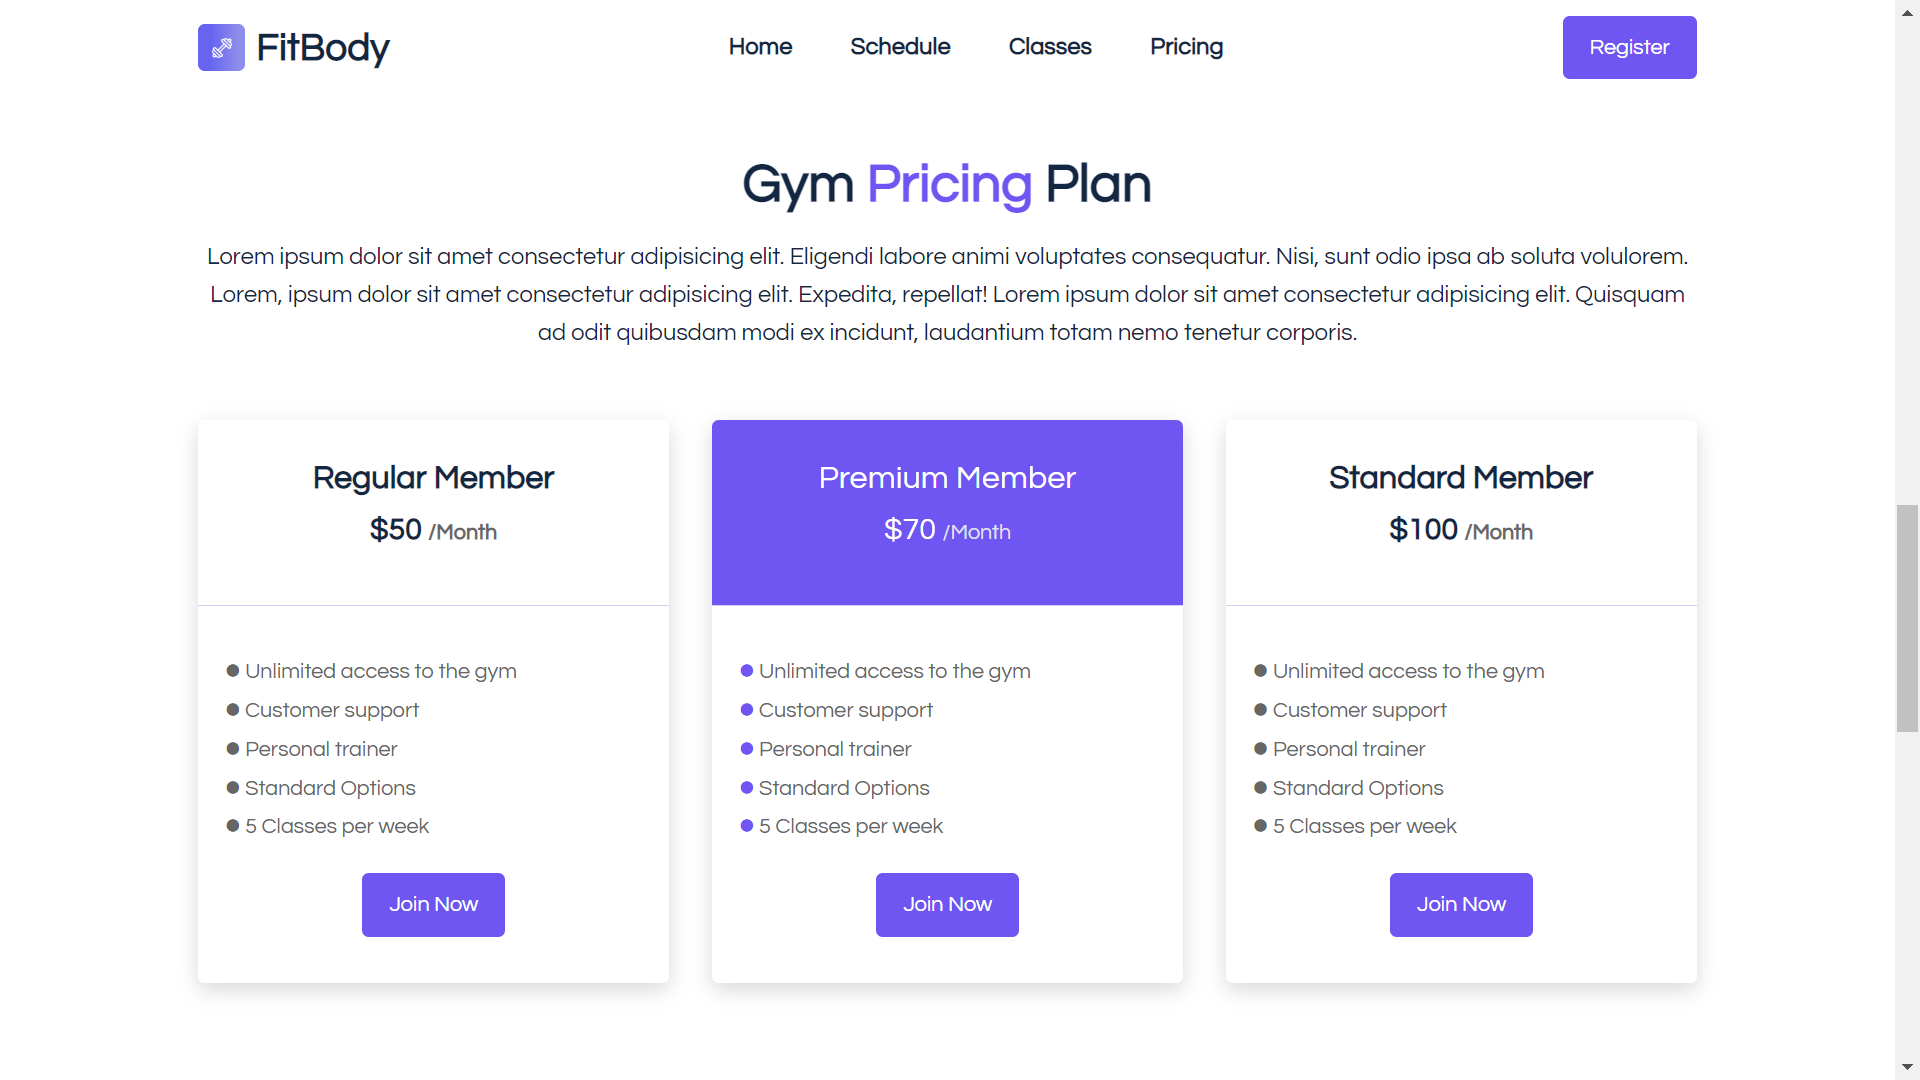 FitBody
Home Schedule Classes Pricing
Register
Gym Pricing Plan
Lorem ipsum dolor sit amet consectetur adipisicing elit. Eligendi labore animi voluptates consequatur. Nisi, sunt odio ipsa ab soluta volulorem.
Lorem, ipsum dolor sit amet consectetur adipisicing elit. Expedita, repellat! Lorem ipsum dolor sit amet consectetur adipisicing elit. Quisquam
ad odit quibusdam modi ex incidunt, laudantium totam nemo tenetur corporis.
Regular Member
$50 /Month
● Unlimited access to the gym
● Customer support
● Personal trainer
● Standard Options
● 5 Classes per week
Join Now
Premium Member
$70 /Month
● Unlimited access to the gym
● Customer support
● Personal trainer
● Standard Options
● 5 Classes per week
Join Now
Standard Member
$100 /Month
● Unlimited access to the gym
● Customer support
● Personal trainer
● Standard Options
● 5 Classes per week
Join Now